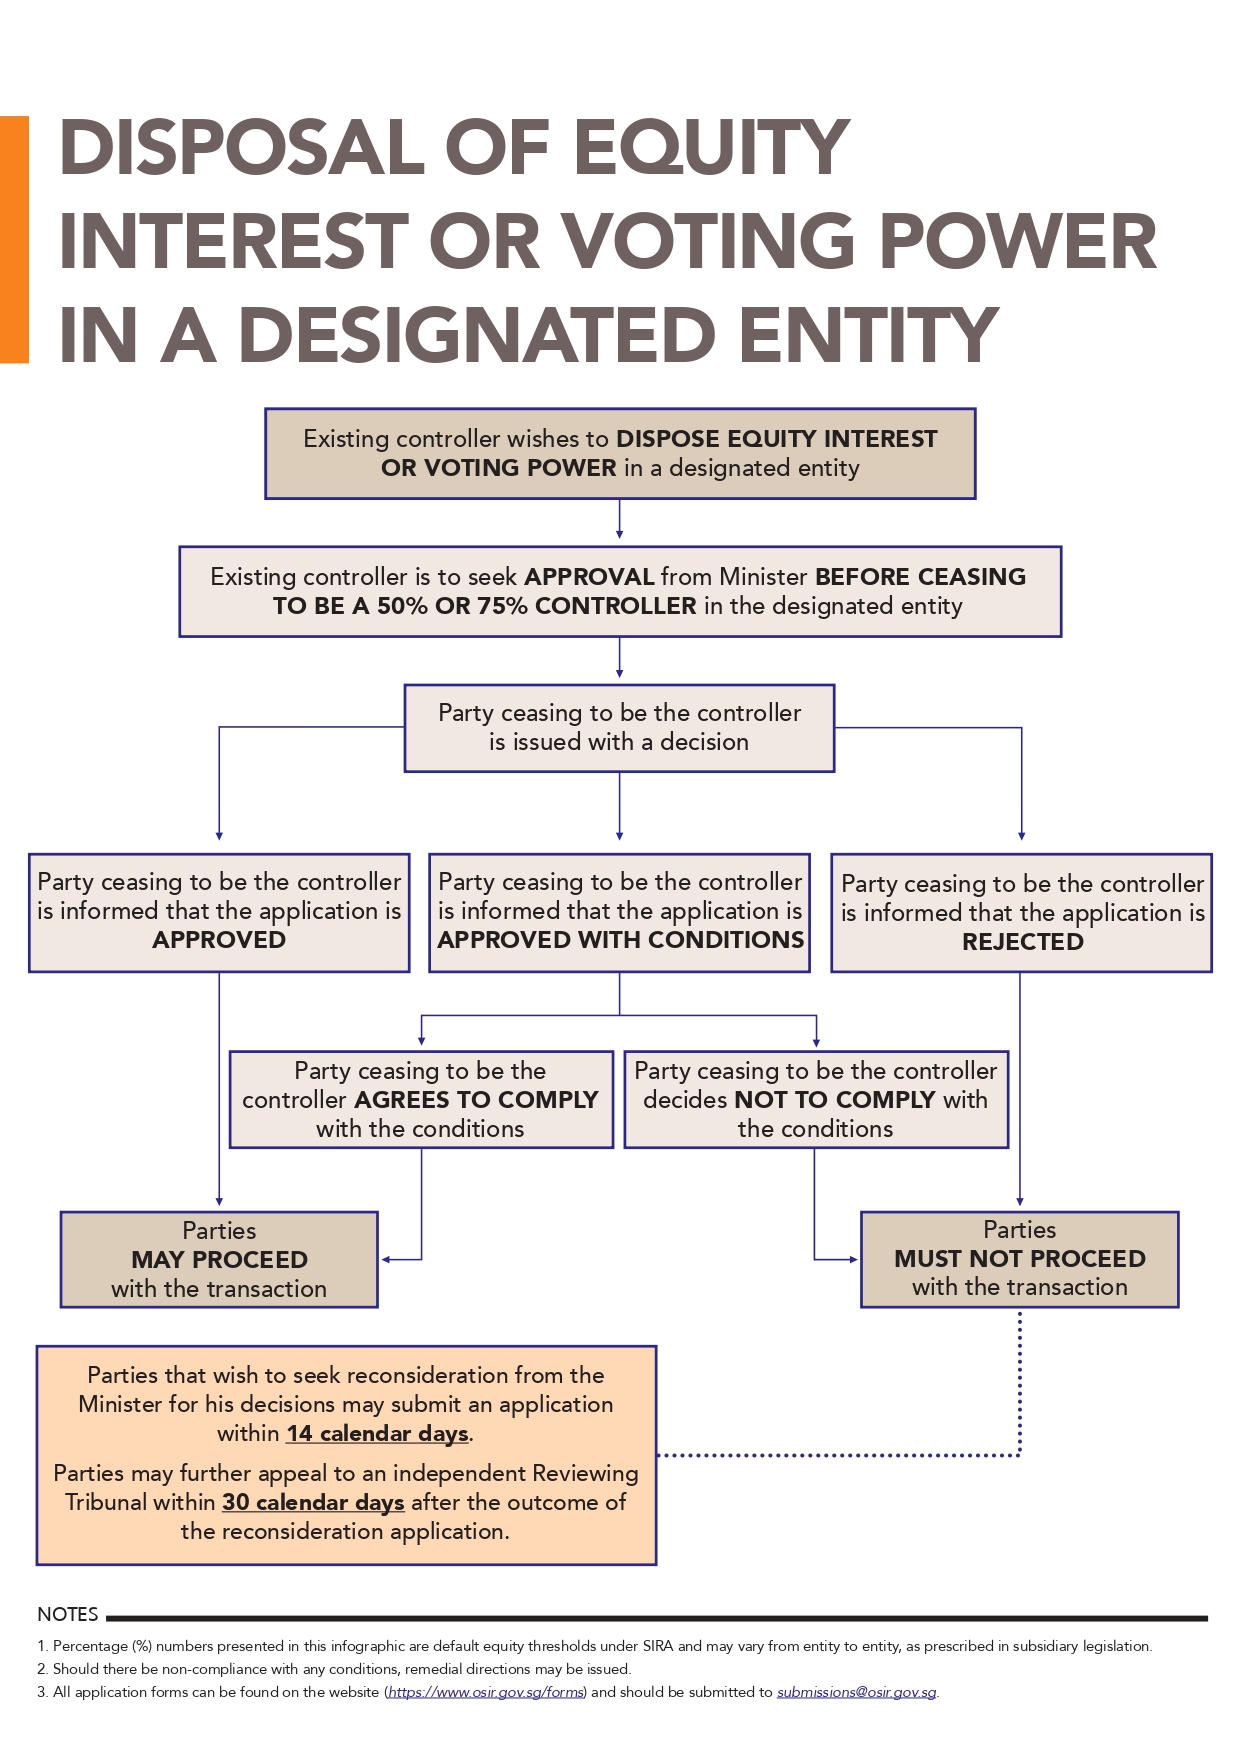 DISPOSAL OF EQUITY
INTEREST OR VOTING POWER
IN A DESIGNATED ENTITY
Existing controller wishes to DISPOSE EQUITY INTEREST
OR VOTING POWER in a designated entity
Existing controller is to seek APPROVAL from Minister BEFORE CEASING
TO BE A 50% OR 75% CONTROLLER in the designated entity
Party ceasing to be the controller
is issued with a decision
Party ceasing to be the controller
is informed that the application is
APPROVED
Party ceasing to be the controller
is informed that the application is
APPROVED WITH CONDITIONS
Party ceasing to be the controller
is informed that the application is
REJECTED
Party ceasing to be the
controller AGREES TO COMPLY
with the conditions
Party ceasing to be the controller
decides NOT TO COMPLY with
the conditions
Parties
MAY PROCEED
with the transaction
Parties
MUST NOT PROCEED
with the transaction
Parties that wish to seek reconsideration from the
Minister for his decisions may submit an application
within 14 calendar days.
Parties may further appeal to an independent Reviewing
Tribunal within 30 calendar days after the outcome of
the reconsideration application.
NOTES
1. Percentage (%) numbers presented in this infographic are default equity thresholds under SIRA and may vary from entity to entity, as prescribed in subsidiary legislation.
2. Should there be non-compliance with any conditions, remedial directions may be issued.
3. All application forms can be found on the website (https://www.osir.gov.sg/forms) and should be submitted to submissions@osir.gov.sg.